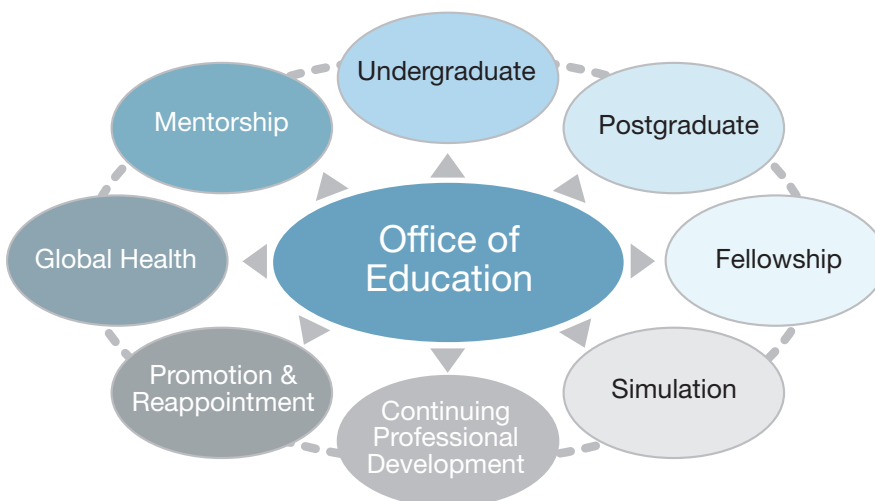 Undergraduate
Mentorship
Postgraduate
Office of
Education
Global Health
Fellowship
Promotion &
Reappointment
Simulation
Continuing
Professional
Development